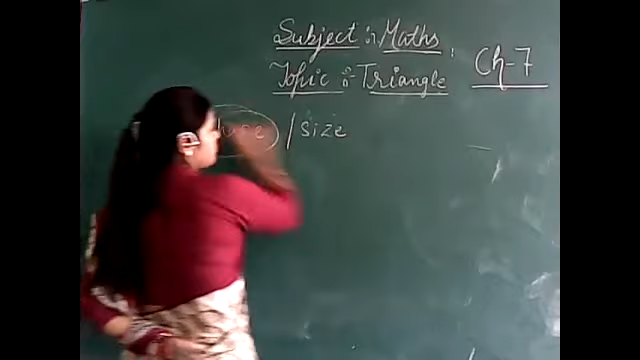 Subject :- Maths
Topic :- Triangle
Ch-7
/ Size